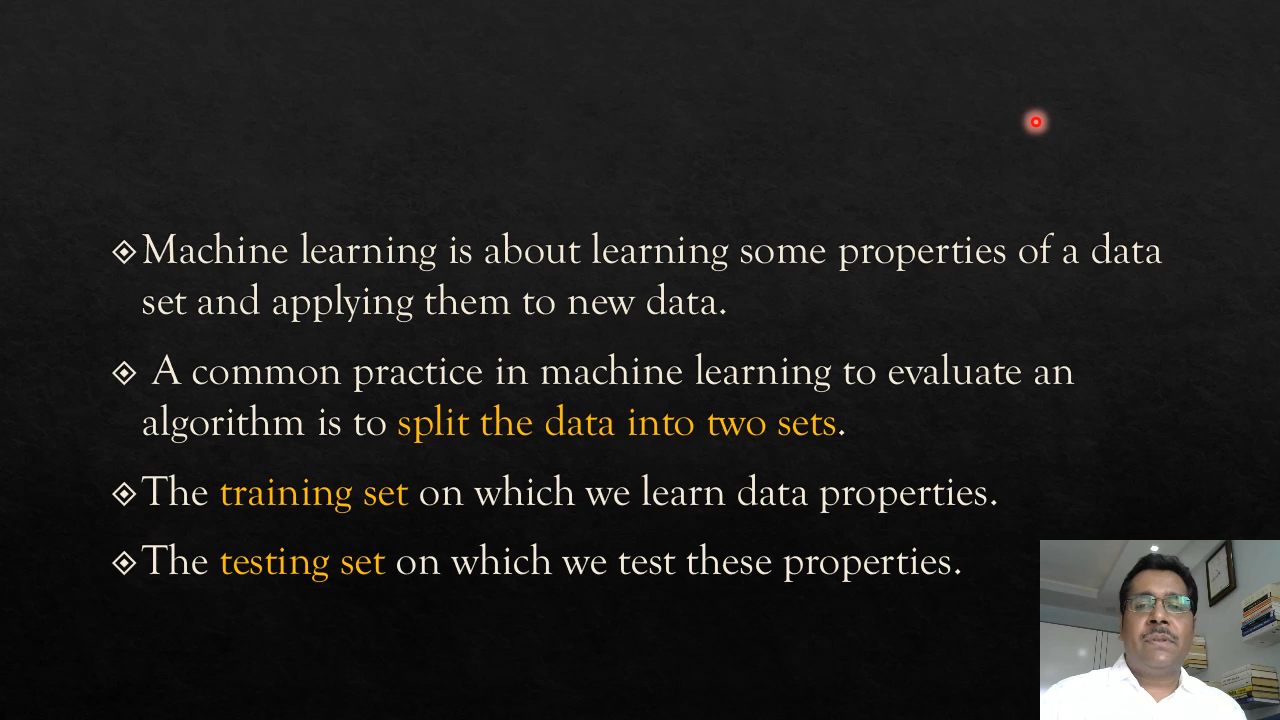 Machine learning is about learning some properties of a data
set and applying them to new data.
A common practice in machine learning to evaluate an
algorithm is to split the data into two sets.
The training set on which we learn data properties.
The testing set on which we test these properties.